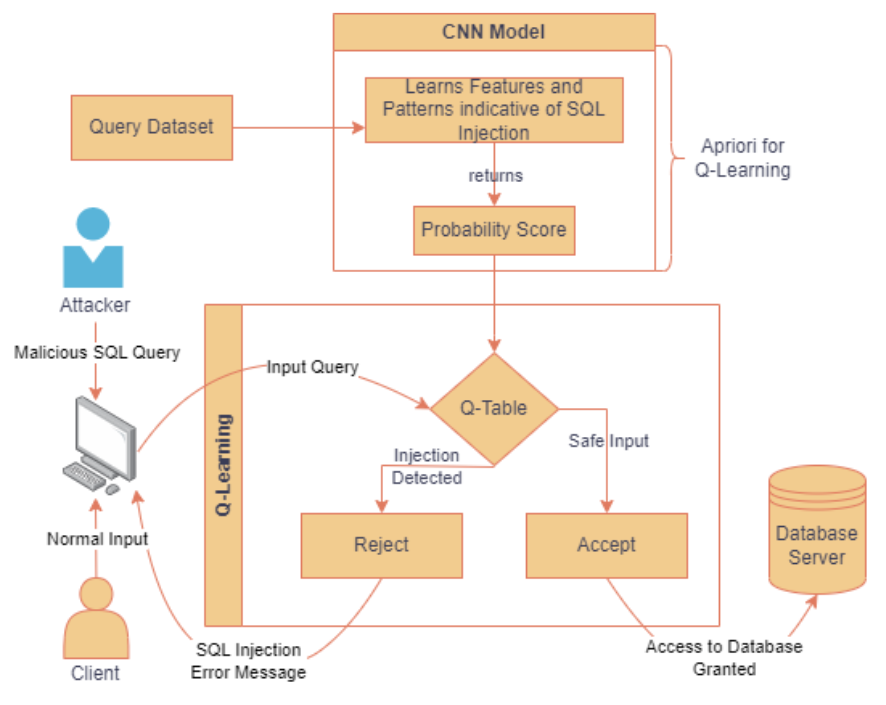 CNN Model
Learns Features and
Patterns indicative of SQL
Injection
Query Dataset
returns
Apriori for
Q-Learning
Probability Score
Attacker
Malicious SQL Query
Input Query
Q-Table
Q-Learning
Injection
Detected
Safe Input
Reject
Accept
Database
Server
Normal Input
Client
SQL Injection
Error Message
Access to Database
Granted